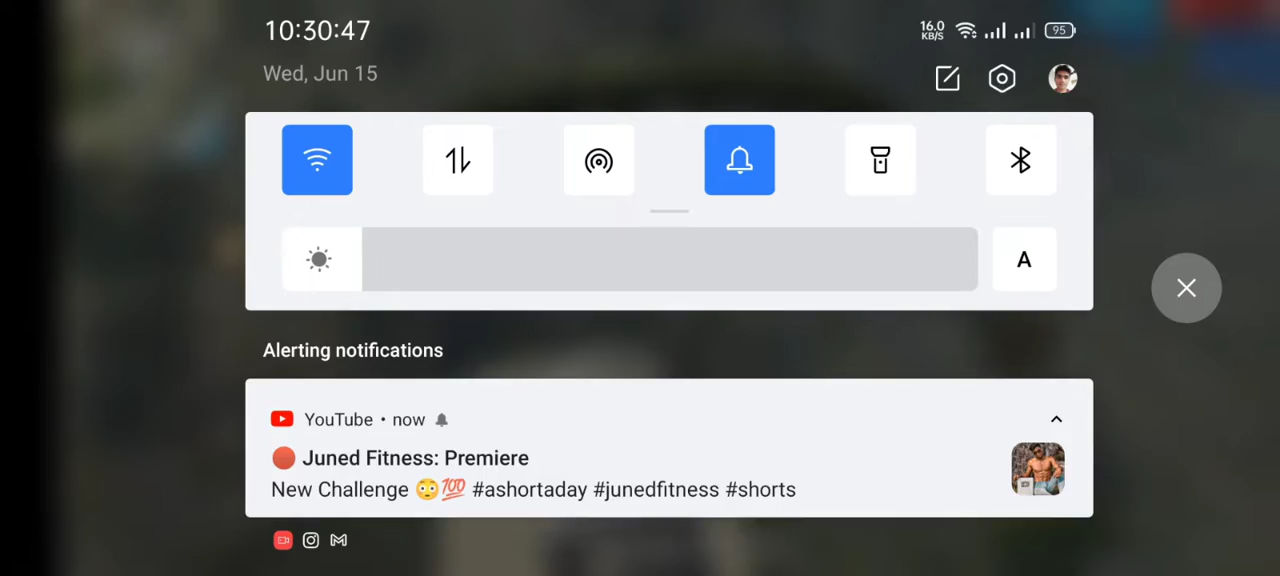 10:30:47
16.0
KB/S
95
Wed, Jun 15
A
Alerting notifications
YouTube • now
🔴 Juned Fitness: Premiere
New Challenge 😳💯 #ashortaday #junedfitness #shorts